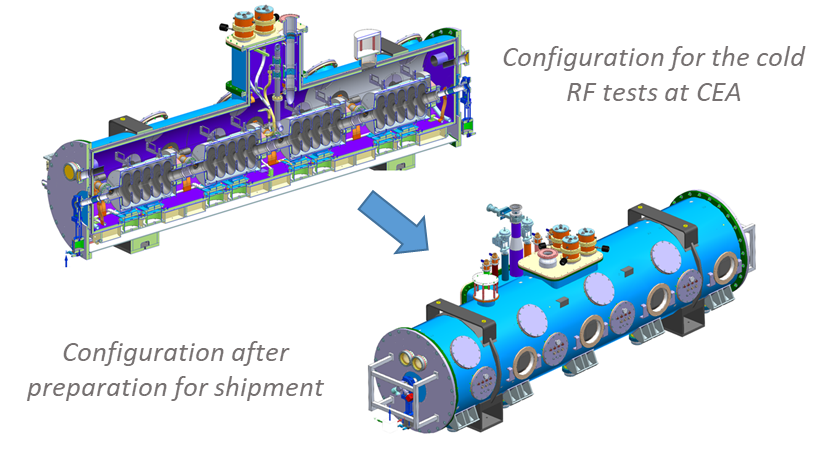 Configuration for the cold
RF tests at CEA
Configuration after
preparation for shipment